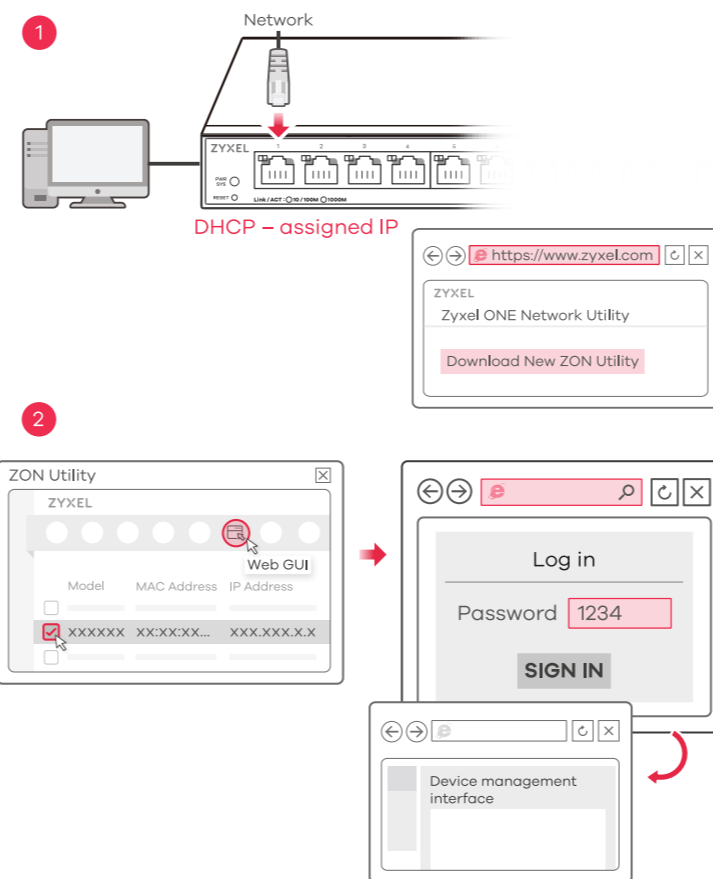 1
Network
ZYXEL
1 2 3 4 5
PWR
SYS
RESET
Link / ACT : 10 / 100M 1000M
DHCP – assigned IP
https://www.zyxel.com
ZYXEL
Zyxel ONE Network Utility
Download New ZON Utility
2
ZON Utility
ZYXEL
Web GUI
Model MAC Address IP Address
xxxxxx xx:xx:xx... xxx.xxx.x.x
Log in
Password 1234
SIGN IN
Device management
interface